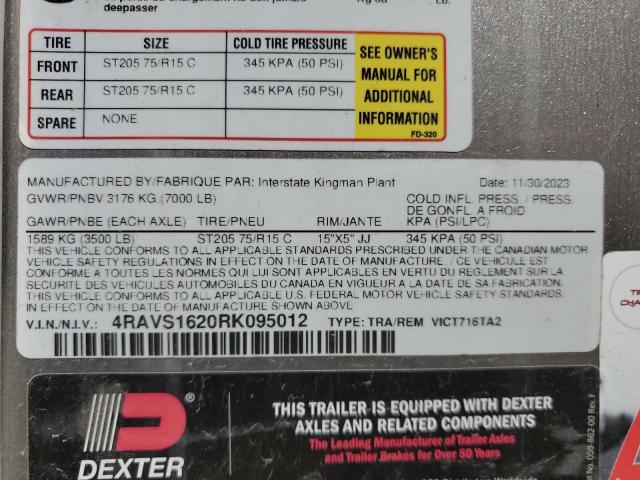 deepasser
TIRE SIZE COLD TIRE PRESSURE
FRONT ST205 75/R15 C 345 KPA (50 PSI)
REAR ST205 75/R15 C 345 KPA (50 PSI)
SPARE NONE
SEE OWNER'S
MANUAL FOR
ADDITIONAL
INFORMATION
FD-320
MANUFACTURED BY/FABRIQUE PAR: Interstate Kingman Plant Date: 11/30/2023
GVWR/PNBV 3176 KG (7000 LB) COLD INFL. PRESS./ PRESS.
DE GONFL. A FROID
GAWR/PNBE (EACH AXLE) TIRE/PNEU RIM/JANTE KPA (PSI/LPC)
1589 KG (3500 LB) ST205 75/R15 C 15"X5" JJ 345 KPA (50 PSI)
THIS VEHICLE CONFORMS TO ALL APPLICABLE STANDARDS PRESCRIBED UNDER THE CANADIAN MOTOR
VEHICLE SAFETY REGULATIONS IN EFFECT ON THE DATE OF MANUFACTURE / CE VEHICULE EST
CONFORME A TOUTES LES NORMES QUI LUI SONT APPLICABLES EN VERTU DU REGLEMENT SUR LA
SECURITE DES VEHICULES AUTOMOBILES DU CANADA EN VIGUEUR A LA DATE DE SA FABRICATION.
THIS VEHICLE CONFORMS TO ALL APPLICABLE U.S. FEDERAL MOTOR VEHICLE SAFETY STANDARDS
IN EFFECT ON THE DATE OF MANUFACTURE SHOWN ABOVE
V.I.N./N.I.V.: 4RAVS1620RK095012 TYPE: TRA/REM VICT716TA2
®
DEXTER
THIS TRAILER IS EQUIPPED WITH DEXTER
AXLES AND RELATED COMPONENTS
The Leading Manufacturer of Trailer Axles
and Trailer Brakes for Over 50 Years
059-862-00 Rev. F